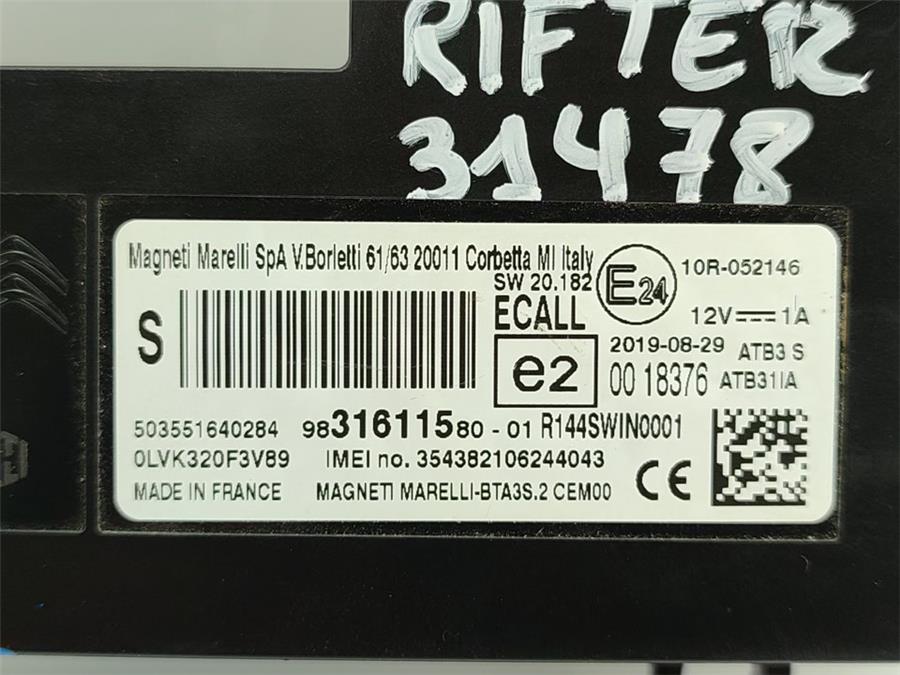 RIFTER
31478
Magneti Marelli SpA V.Borletti 61/63 20011 Corbetta MI Italy
SW 20.182
E24
10R-052146
S
ECALL
12V⎓1A
e2
2019-08-29 ATB3 S
00 18376 ATB31IA
503551640284 9831611580-01 R144SWIN0001
0LVK320F3V89 IMEI no. 354382106244043
CE
MADE IN FRANCE MAGNETI MARELLI-BTA3S.2 CEM00